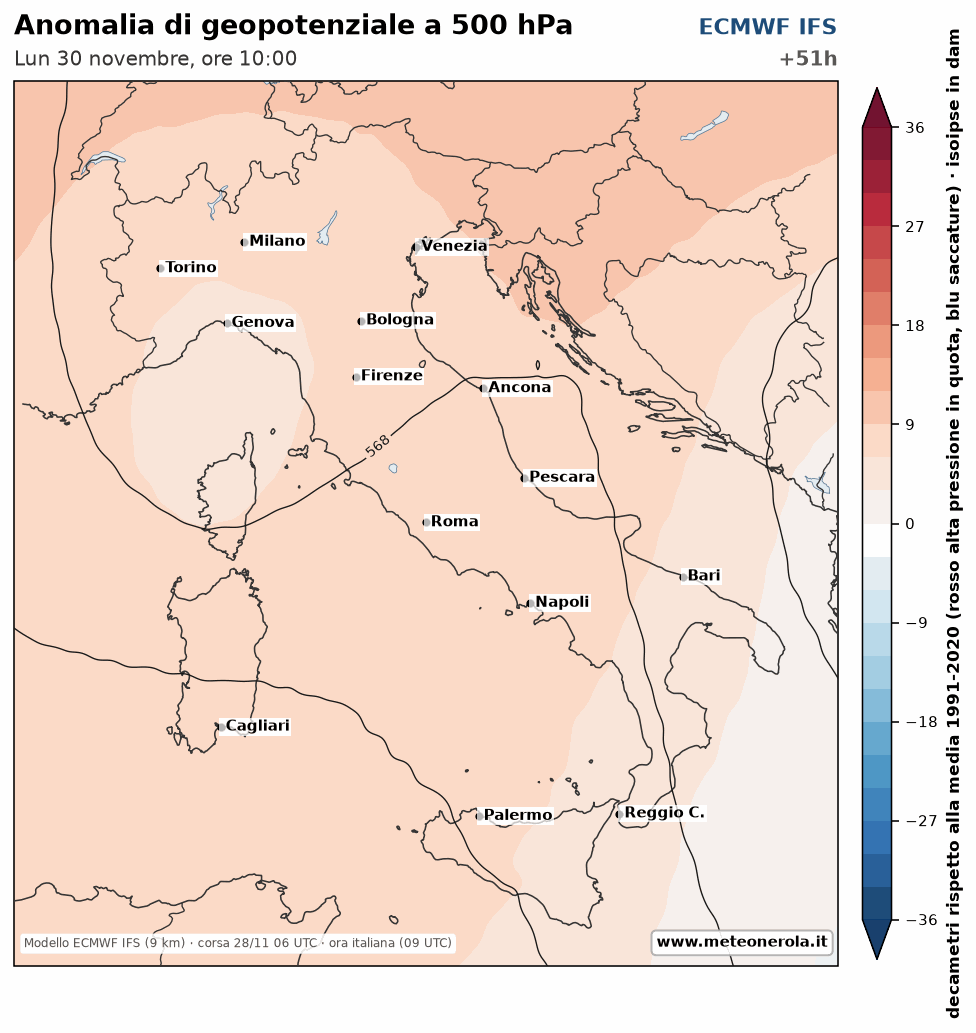 Anomalia di geopotenziale a 500 hPa
ECMWF IFS
Lun 30 novembre, ore 10:00
+51h
Milano
Venezia
Torino
Genova
Bologna
Firenze
Ancona
568
Pescara
Roma
Bari
Napoli
Cagliari
Palermo
Reggio C.
Modello ECMWF IFS (9 km) · corsa 28/11 06 UTC · ora italiana (09 UTC)
www.meteonerola.it
36
27
18
9
0
−9
−18
−27
−36
decametri rispetto alla media 1991-2020 (rosso alta pressione in quota, blu saccature) · isoipse in dam